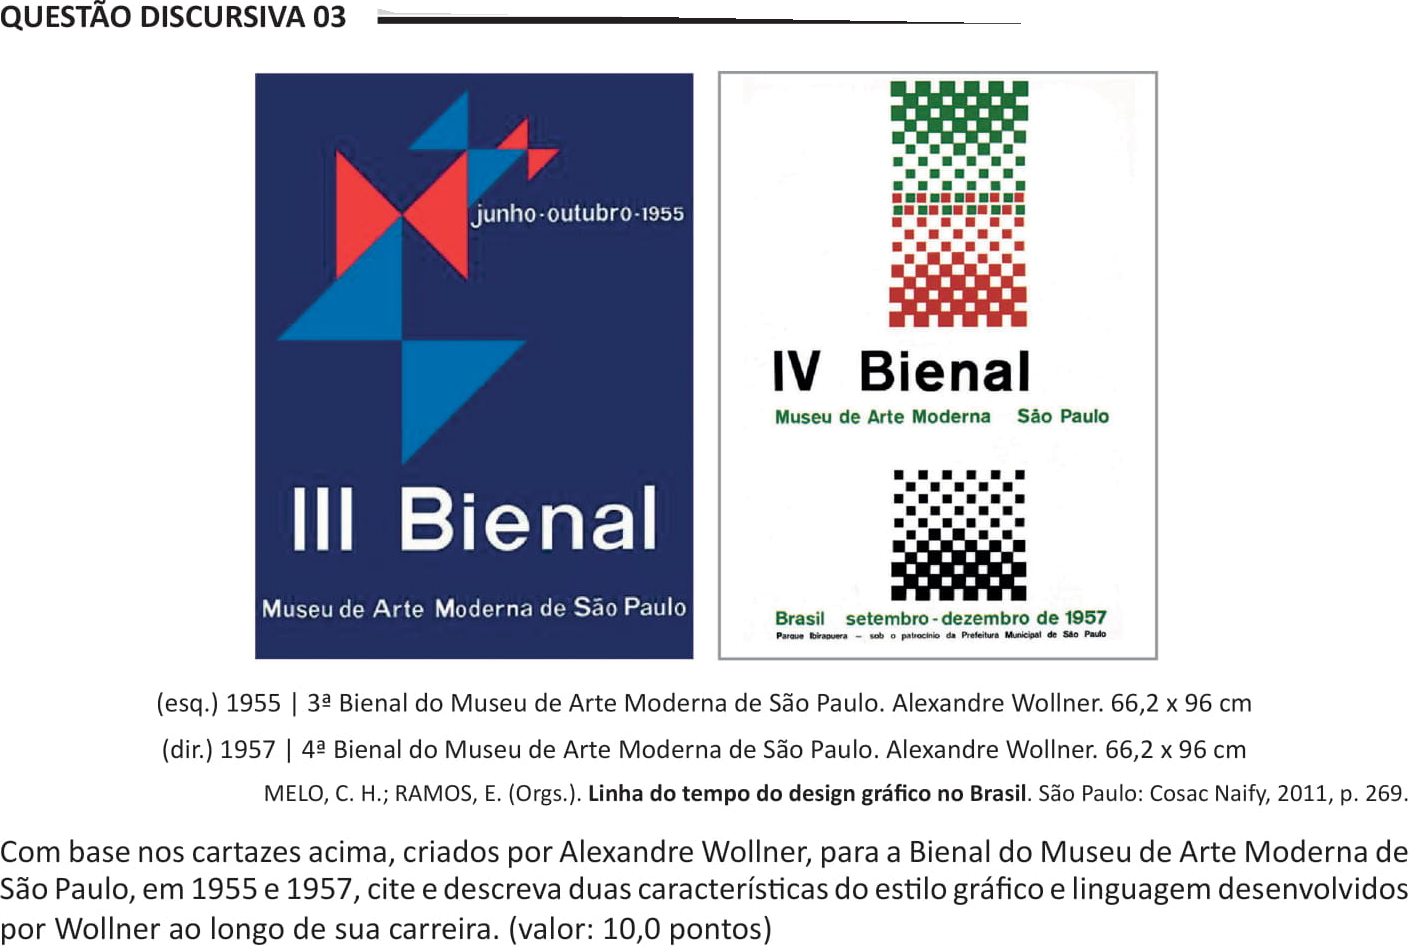 QUESTÃO DISCURSIVA 03
junho-outubro-1955
III Bienal
Museu de Arte Moderna de São Paulo
IV Bienal
Museu de Arte Moderna São Paulo
Brasil setembro-dezembro de 1957
Parque Ibirapuera – sob o patrocínio da Prefeitura Municipal de São Paulo
(esq.) 1955 | 3ª Bienal do Museu de Arte Moderna de São Paulo. Alexandre Wollner. 66,2 x 96 cm
(dir.) 1957 | 4ª Bienal do Museu de Arte Moderna de São Paulo. Alexandre Wollner. 66,2 x 96 cm
MELO, C. H.; RAMOS, E. (Orgs.). Linha do tempo do design gráfico no Brasil. São Paulo: Cosac Naify, 2011, p. 269.
Com base nos cartazes acima, criados por Alexandre Wollner, para a Bienal do Museu de Arte Moderna de
São Paulo, em 1955 e 1957, cite e descreva duas características do estilo gráfico e linguagem desenvolvidos
por Wollner ao longo de sua carreira. (valor: 10,0 pontos)